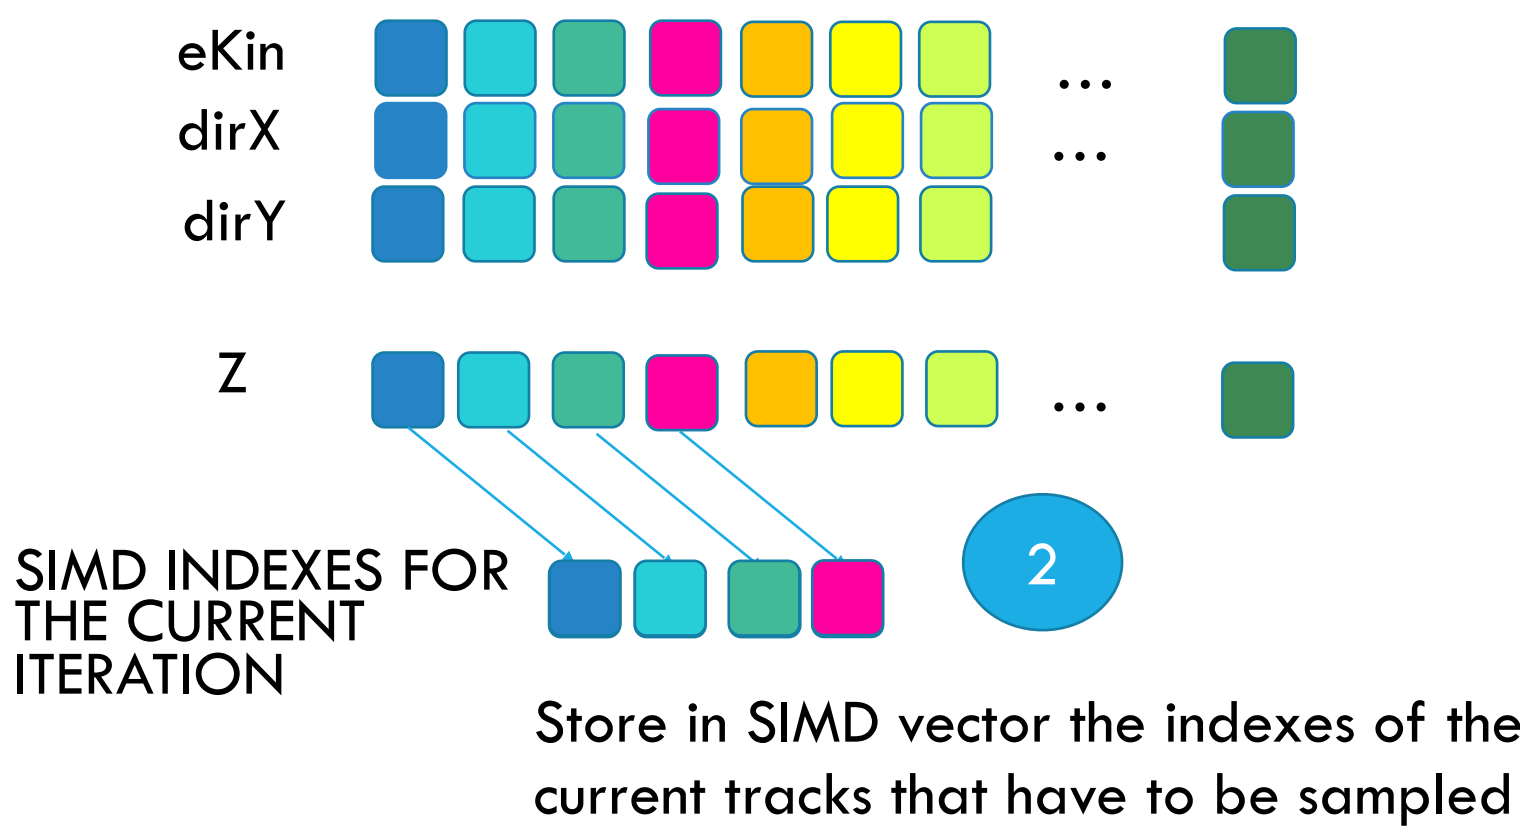 eKin
...
dirX
...
dirY
Z
...
SIMD INDEXES FOR
THE CURRENT
ITERATION
2
Store in SIMD vector the indexes of the
current tracks that have to be sampled